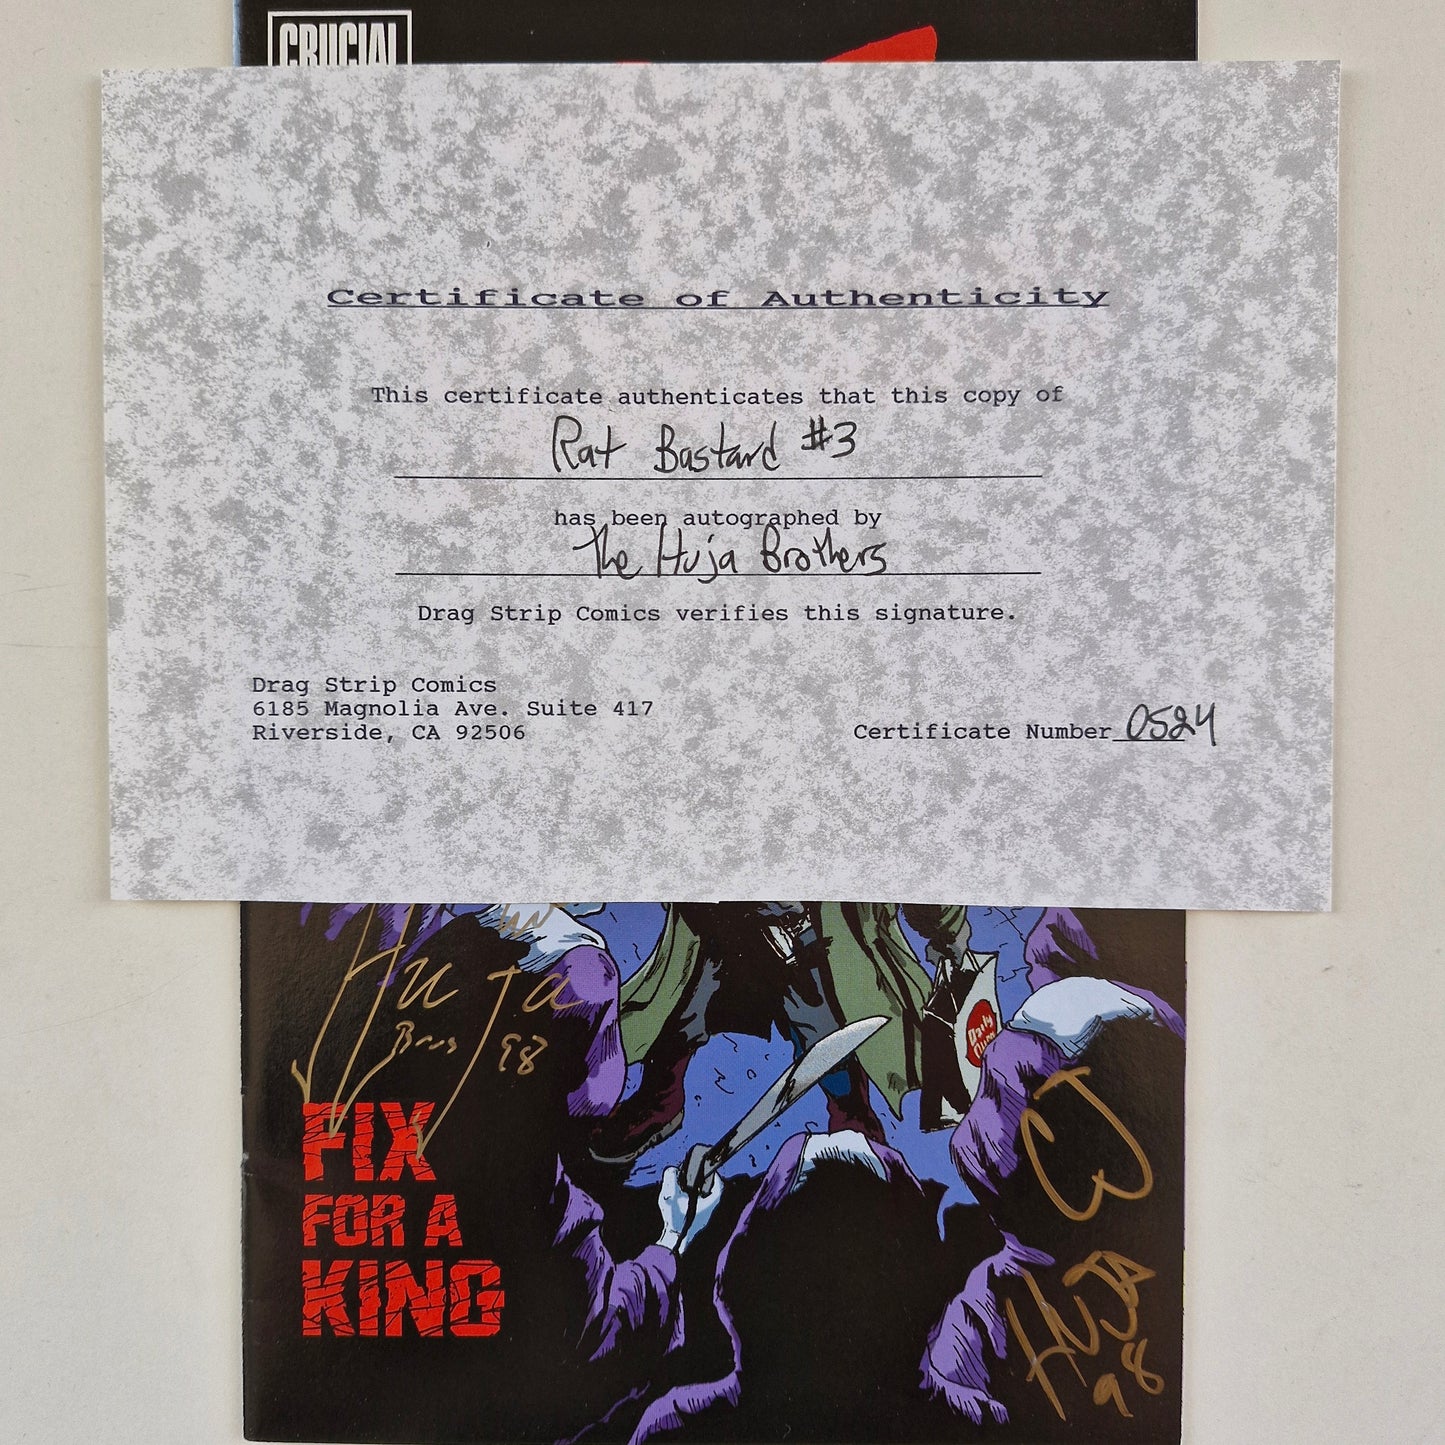 CRUCIAL
Certificate of Authenticity
This certificate authenticates that this copy of
Rat Bastard #3
has been autographed by
The Huja Brothers
Drag Strip Comics verifies this signature.
Drag Strip Comics
6185 Magnolia Ave. Suite 417
Riverside, CA 92506
Certificate Number 0524
Huja
Bros 98
Daily
FIX
FOR A
KING
CJ
HUJA
98